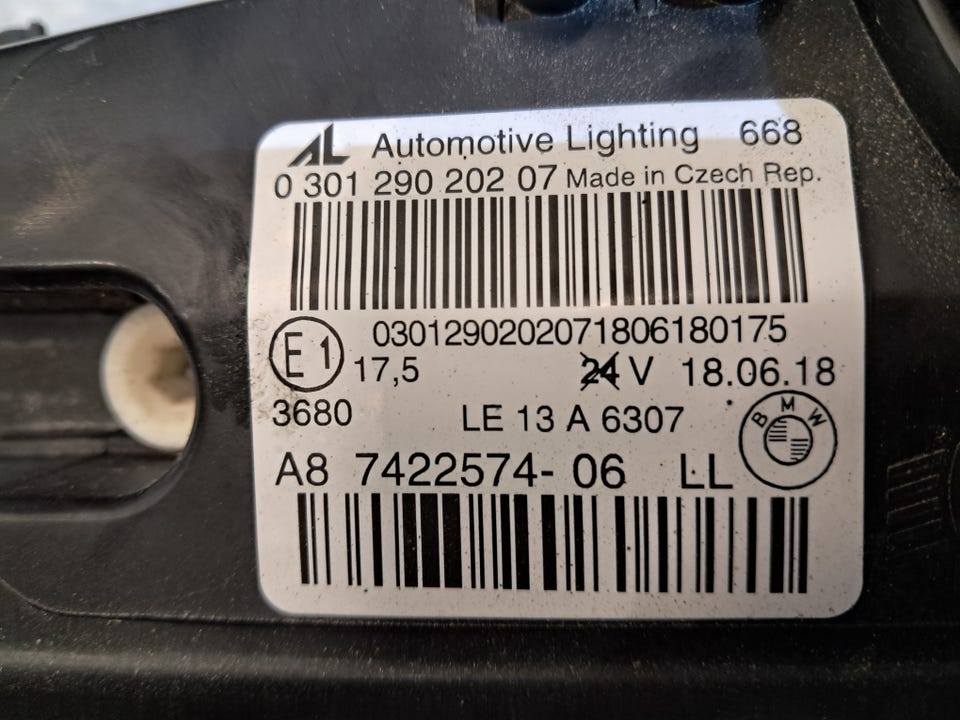 AL Automotive Lighting 668
0 301 290 202 07 Made in Czech Rep.
0301290202071806180175
E1 17,5 24 V 18.06.18
3680 LE 13 A 6307 BMW
A8 7422574- 06 LL